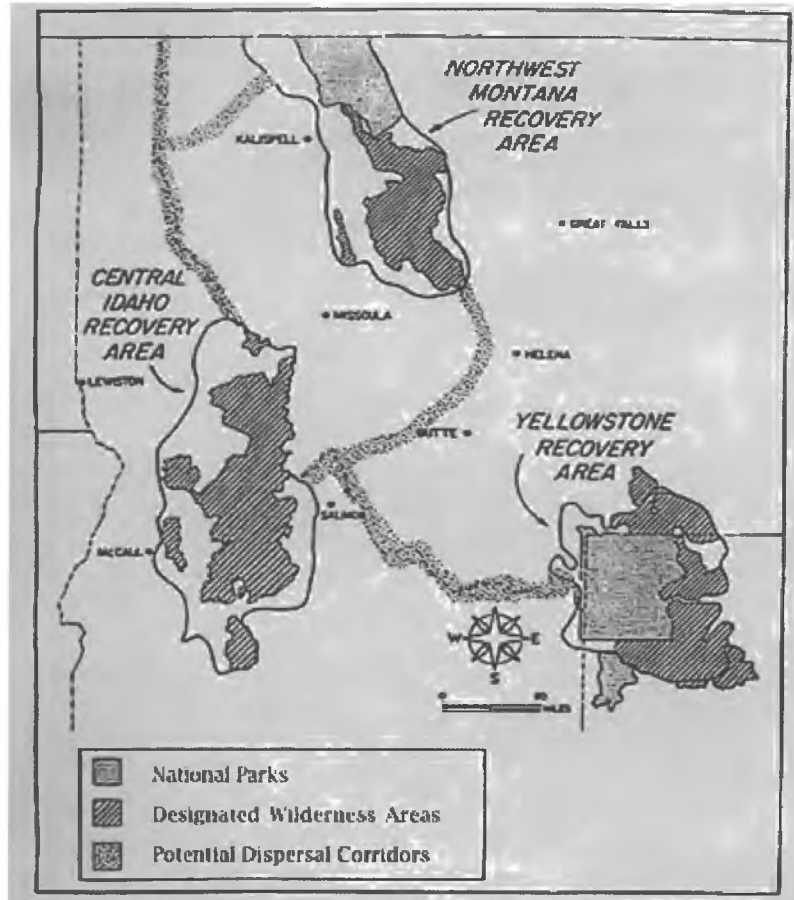 NORTHWEST
MONTANA
RECOVERY
AREA
KALISPELL
GREAT FALLS
CENTRAL
IDAHO
RECOVERY
AREA
MISSOULA
HELENA
LEWISTON
YELLOWSTONE
RECOVERY
AREA
BUTTE
SALMON
McCALL
W E
S
0
MILES
National Parks
Designated Wilderness Areas
Potential Dispersal Corridors